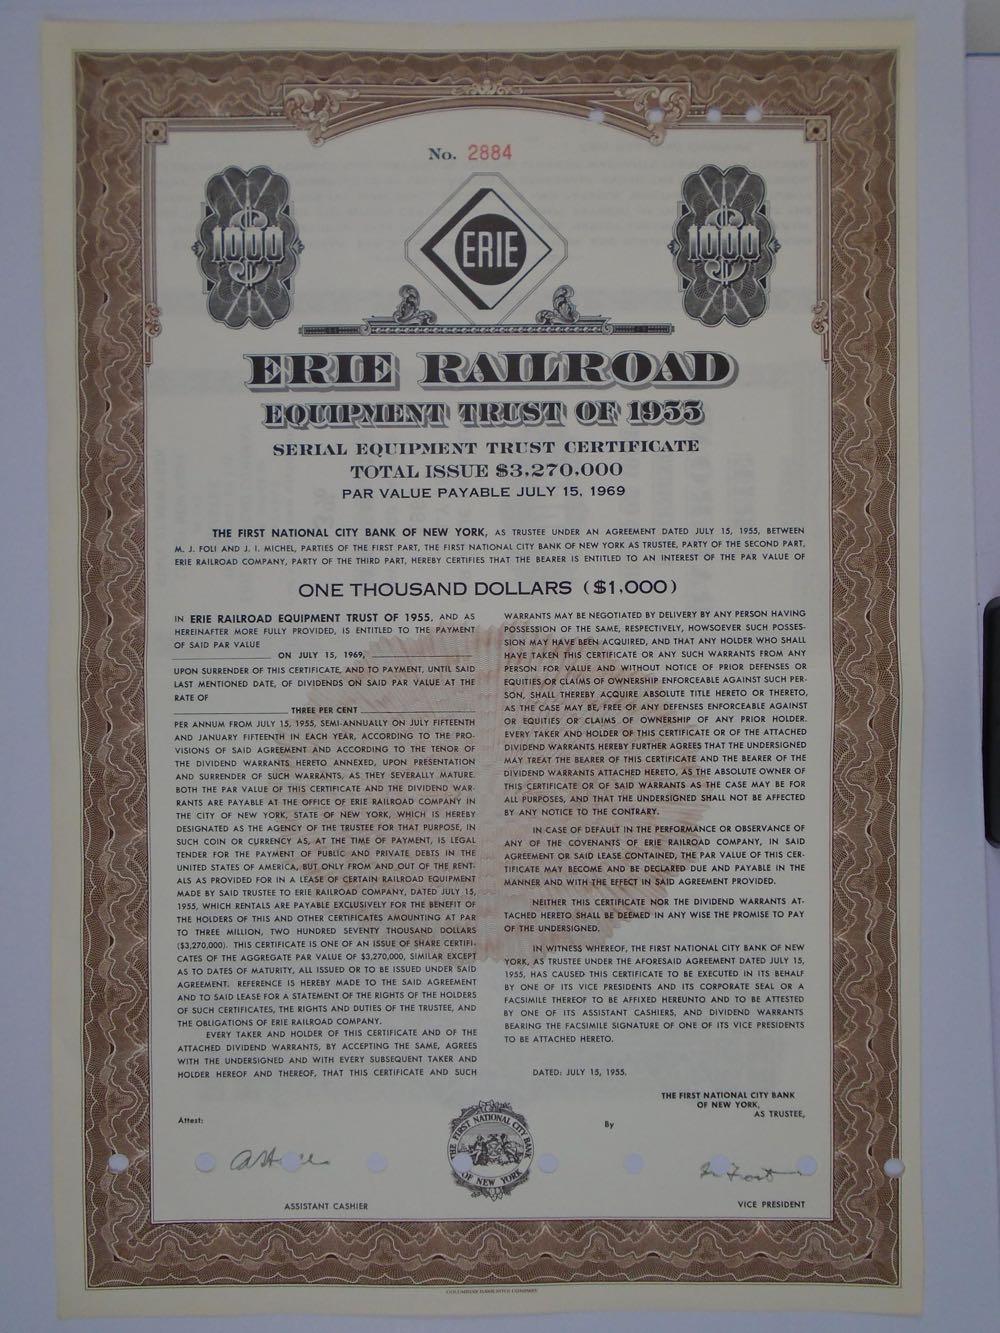 No. 2884
1000
ERIE
1000
ERIE RAILROAD
EQUIPMENT TRUST OF 1955
SERIAL EQUIPMENT TRUST CERTIFICATE
TOTAL ISSUE $3,270,000
PAR VALUE PAYABLE JULY 15, 1969
THE FIRST NATIONAL CITY BANK OF NEW YORK, AS TRUSTEE UNDER AN AGREEMENT DATED JULY 15, 1955, BETWEEN
M. J. FOLI AND J. I. MICHEL, PARTIES OF THE FIRST PART, THE FIRST NATIONAL CITY BANK OF NEW YORK AS TRUSTEE, PARTY OF THE SECOND PART,
ERIE RAILROAD COMPANY, PARTY OF THE THIRD PART, HEREBY CERTIFIES THAT THE BEARER IS ENTITLED TO AN INTEREST OF THE PAR VALUE OF
ONE THOUSAND DOLLARS ($1,000)
IN ERIE RAILROAD EQUIPMENT TRUST OF 1955, AND AS
HEREINAFTER MORE FULLY PROVIDED, IS ENTITLED TO THE PAYMENT
OF SAID PAR VALUE
ON JULY 15, 1969,
UPON SURRENDER OF THIS CERTIFICATE, AND TO PAYMENT, UNTIL SAID
LAST MENTIONED DATE, OF DIVIDENDS ON SAID PAR VALUE AT THE
RATE OF
THREE PER CENT
PER ANNUM FROM JULY 15, 1955, SEMI-ANNUALLY ON JULY FIFTEENTH
AND JANUARY FIFTEENTH IN EACH YEAR, ACCORDING TO THE PRO-
VISIONS OF SAID AGREEMENT AND ACCORDING TO THE TENOR OF
THE DIVIDEND WARRANTS HERETO ANNEXED, UPON PRESENTATION
AND SURRENDER OF SUCH WARRANTS, AS THEY SEVERALLY MATURE.
BOTH THE PAR VALUE OF THIS CERTIFICATE AND THE DIVIDEND WAR-
RANTS ARE PAYABLE AT THE OFFICE OF ERIE RAILROAD COMPANY IN
THE CITY OF NEW YORK, STATE OF NEW YORK, WHICH IS HEREBY
DESIGNATED AS THE AGENCY OF THE TRUSTEE FOR THAT PURPOSE, IN
SUCH COIN OR CURRENCY AS, AT THE TIME OF PAYMENT, IS LEGAL
TENDER FOR THE PAYMENT OF PUBLIC AND PRIVATE DEBTS IN THE
UNITED STATES OF AMERICA, BUT ONLY FROM AND OUT OF THE RENT-
ALS AS PROVIDED FOR IN A LEASE OF CERTAIN RAILROAD EQUIPMENT
MADE BY SAID TRUSTEE TO ERIE RAILROAD COMPANY, DATED JULY 15,
1955, WHICH RENTALS ARE PAYABLE EXCLUSIVELY FOR THE BENEFIT OF
THE HOLDERS OF THIS AND OTHER CERTIFICATES AMOUNTING AT PAR
TO THREE MILLION, TWO HUNDRED SEVENTY THOUSAND DOLLARS
($3,270,000). THIS CERTIFICATE IS ONE OF AN ISSUE OF SHARE CERTIFI-
CATES OF THE AGGREGATE PAR VALUE OF $3,270,000, SIMILAR EXCEPT
AS TO DATES OF MATURITY, ALL ISSUED OR TO BE ISSUED UNDER SAID
AGREEMENT. REFERENCE IS HEREBY MADE TO THE SAID AGREEMENT
AND TO SAID LEASE FOR A STATEMENT OF THE RIGHTS OF THE HOLDERS
OF SUCH CERTIFICATES, THE RIGHTS AND DUTIES OF THE TRUSTEE, AND
THE OBLIGATIONS OF ERIE RAILROAD COMPANY.
EVERY TAKER AND HOLDER OF THIS CERTIFICATE AND OF THE
ATTACHED DIVIDEND WARRANTS, BY ACCEPTING THE SAME, AGREES
WITH THE UNDERSIGNED AND WITH EVERY SUBSEQUENT TAKER AND
HOLDER HEREOF AND THEREOF, THAT THIS CERTIFICATE AND SUCH
WARRANTS MAY BE NEGOTIATED BY DELIVERY BY ANY PERSON HAVING
POSSESSION OF THE SAME, RESPECTIVELY, HOWSOEVER SUCH POSSES-
SION MAY HAVE BEEN ACQUIRED, AND THAT ANY HOLDER WHO SHALL
HAVE TAKEN THIS CERTIFICATE OR ANY SUCH WARRANTS FROM ANY
PERSON FOR VALUE AND WITHOUT NOTICE OF PRIOR DEFENSES OR
EQUITIES OR CLAIMS OF OWNERSHIP ENFORCEABLE AGAINST SUCH PER-
SON, SHALL THEREBY ACQUIRE ABSOLUTE TITLE HERETO OR THERETO,
AS THE CASE MAY BE, FREE OF ANY DEFENSES ENFORCEABLE AGAINST
OR EQUITIES OR CLAIMS OF OWNERSHIP OF ANY PRIOR HOLDER.
EVERY TAKER AND HOLDER OF THIS CERTIFICATE OR OF THE ATTACHED
DIVIDEND WARRANTS HEREBY FURTHER AGREES THAT THE UNDERSIGNED
MAY TREAT THE BEARER OF THIS CERTIFICATE AND THE BEARER OF THE
DIVIDEND WARRANTS ATTACHED HERETO, AS THE ABSOLUTE OWNER OF
THIS CERTIFICATE OR OF SAID WARRANTS AS THE CASE MAY BE FOR
ALL PURPOSES, AND THAT THE UNDERSIGNED SHALL NOT BE AFFECTED
BY ANY NOTICE TO THE CONTRARY.
IN CASE OF DEFAULT IN THE PERFORMANCE OR OBSERVANCE OF
ANY OF THE COVENANTS OF ERIE RAILROAD COMPANY, IN SAID
AGREEMENT OR SAID LEASE CONTAINED, THE PAR VALUE OF THIS CER-
TIFICATE MAY BECOME AND BE DECLARED DUE AND PAYABLE IN THE
MANNER AND WITH THE EFFECT IN SAID AGREEMENT PROVIDED.
NEITHER THIS CERTIFICATE NOR THE DIVIDEND WARRANTS AT-
TACHED HERETO SHALL BE DEEMED IN ANY WISE THE PROMISE TO PAY
OF THE UNDERSIGNED.
IN WITNESS WHEREOF, THE FIRST NATIONAL CITY BANK OF NEW
YORK, AS TRUSTEE UNDER THE AFORESAID AGREEMENT DATED JULY 15,
1955, HAS CAUSED THIS CERTIFICATE TO BE EXECUTED IN ITS BEHALF
BY ONE OF ITS VICE PRESIDENTS AND ITS CORPORATE SEAL OR A
FACSIMILE THEREOF TO BE AFFIXED HEREUNTO AND TO BE ATTESTED
BY ONE OF ITS ASSISTANT CASHIERS, AND DIVIDEND WARRANTS
BEARING THE FACSIMILE SIGNATURE OF ONE OF ITS VICE PRESIDENTS
TO BE ATTACHED HERETO.
DATED: JULY 15, 1955.
THE FIRST NATIONAL CITY BANK
OF NEW YORK,
AS TRUSTEE,
Attest:
By
THE FIRST NATIONAL CITY BANK
OF NEW YORK
ASSISTANT CASHIER
VICE PRESIDENT
COLUMBIAN BANK NOTE COMPANY